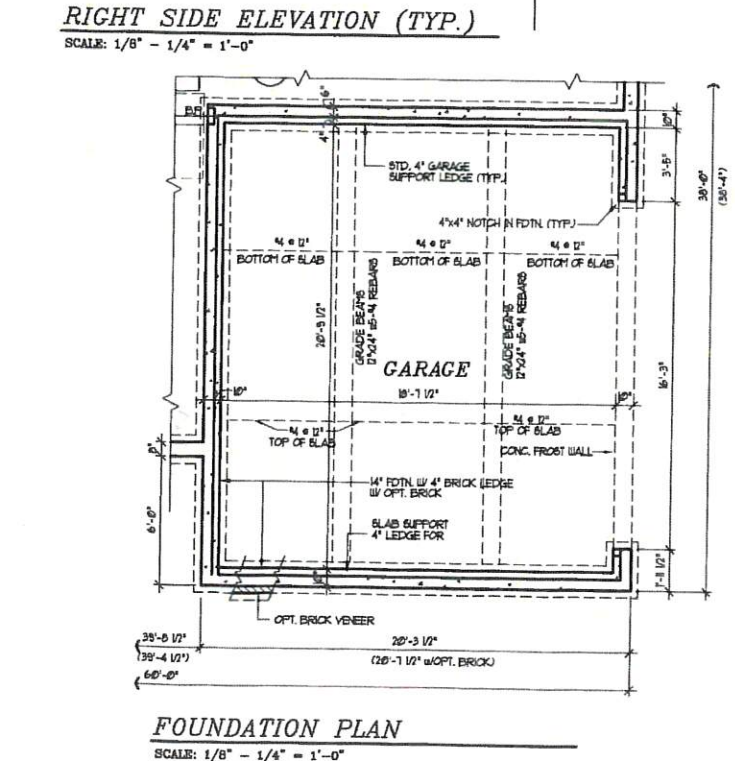 RIGHT SIDE ELEVATION (TYP.)
SCALE: 1/8" - 1/4" = 1'-0"
6"
4"
10"
3'-5"
38'-0"
(38'-4")
STD. 4" GARAGE
SUPPORT LEDGE (TYP.)
4"x4" NOTCH IN FDTN. (TYP.)
#4 @ 12"
BOTTOM OF SLAB
#4 @ 12"
BOTTOM OF SLAB
#4 @ 12"
BOTTOM OF SLAB
20'-5 1/2"
GRADE BEAMS
12"x24" w5-#4 REBARS
GRADE BEAMS
12"x24" w5-#4 REBARS
GARAGE
16'-3"
10"
18'-7 1/2"
10"
#4 @ 12"
TOP OF SLAB
#4 @ 12"
TOP OF SLAB
CONC. FROST WALL
8"
14" FDTN. W/ 4" BRICK LEDGE
W/ OPT. BRICK
6'-0"
SLAB SUPPORT
4" LEDGE FOR
1'-11 1/2"
OPT. BRICK VENEER
39'-8 1/2"
(39'-4 1/2")
20'-3 1/2"
(20'-7 1/2" w/OPT. BRICK)
60'-0"
FOUNDATION PLAN
SCALE: 1/8" - 1/4" = 1'-0"